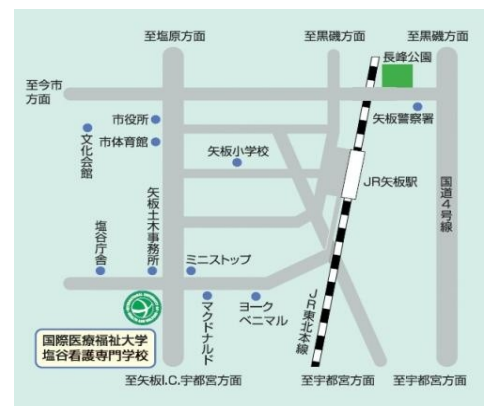 至塩原方面
至黒磯方面
至黒磯方面
長峰公園
至今市
方面
市役所
矢板警察署
文化会館
市体育館
矢板小学校
JR矢板駅
国道4号線
塩谷庁舎
矢板土木事務所
ミニストップ
マクドナルド
ヨーク
ベニマル
JR東北本線
国際医療福祉大学
塩谷看護専門学校
至矢板I.C.宇都宮方面
至宇都宮方面
至宇都宮方面